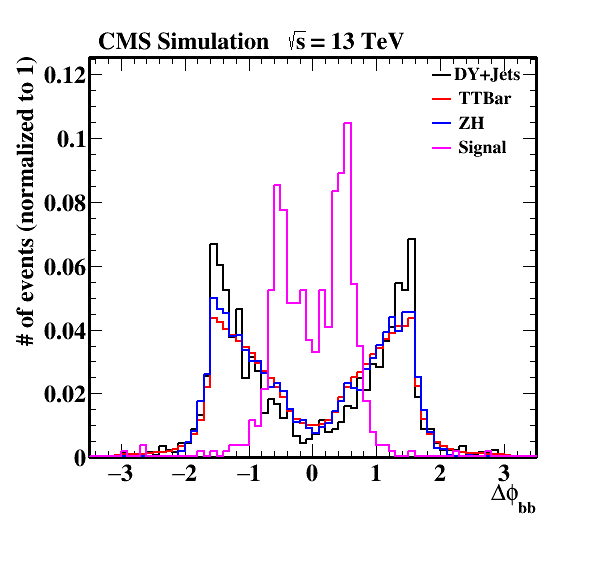 CMS Simulation √s = 13 TeV
# of events (normalized to 1)
0.12
0.1
0.08
0.06
0.04
0.02
0
DY+Jets
TTBar
ZH
Signal
−3 −2 −1 0 1 2 3
Δϕbb